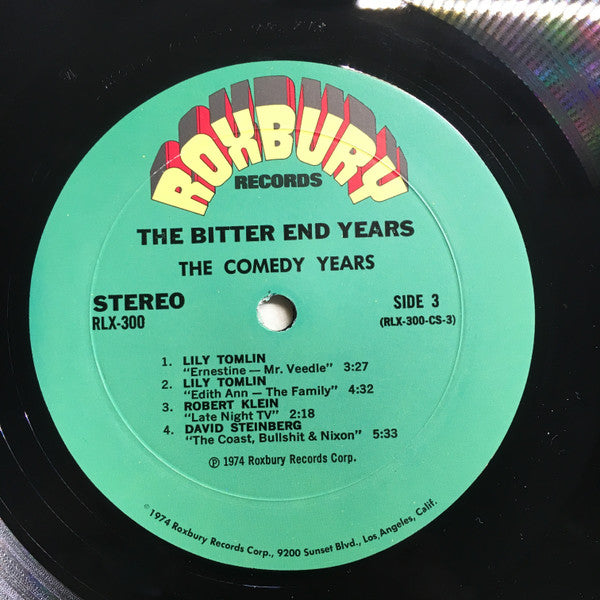 ROXBURY
RECORDS
THE BITTER END YEARS
THE COMEDY YEARS
STEREO
RLX-300
SIDE 3
(RLX-300-CS-3)
1. LILY TOMLIN
"Ernestine — Mr. Veedle" 3:27
2. LILY TOMLIN
"Edith Ann — The Family" 4:32
3. ROBERT KLEIN
"Late Night TV" 2:18
4. DAVID STEINBERG
"The Coast, Bullshit & Nixon" 5:33
℗ 1974 Roxbury Records Corp.
© 1974 Roxbury Records Corp., 9200 Sunset Blvd., Los Angeles, Calif.